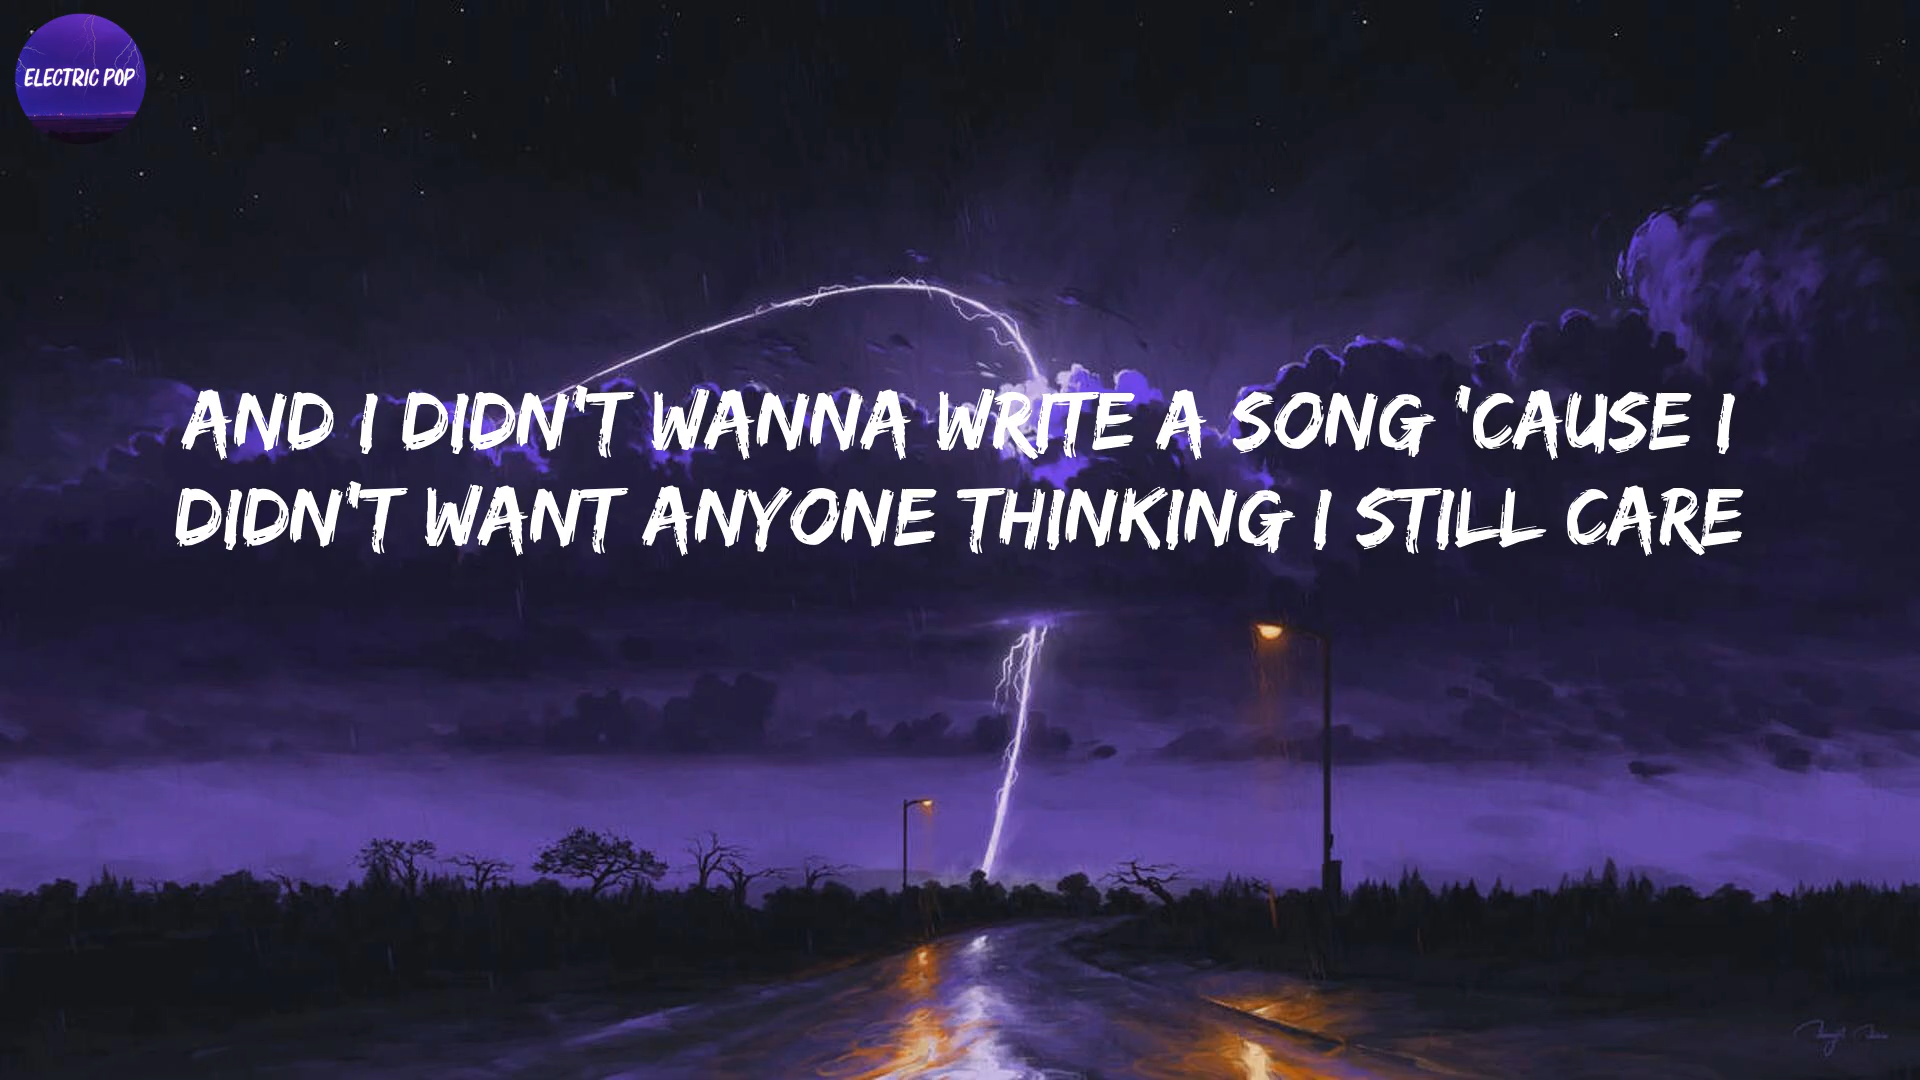 ELECTRIC POP
AND I DIDN'T WANNA WRITE A SONG 'CAUSE I
DIDN'T WANT ANYONE THINKING I STILL CARE